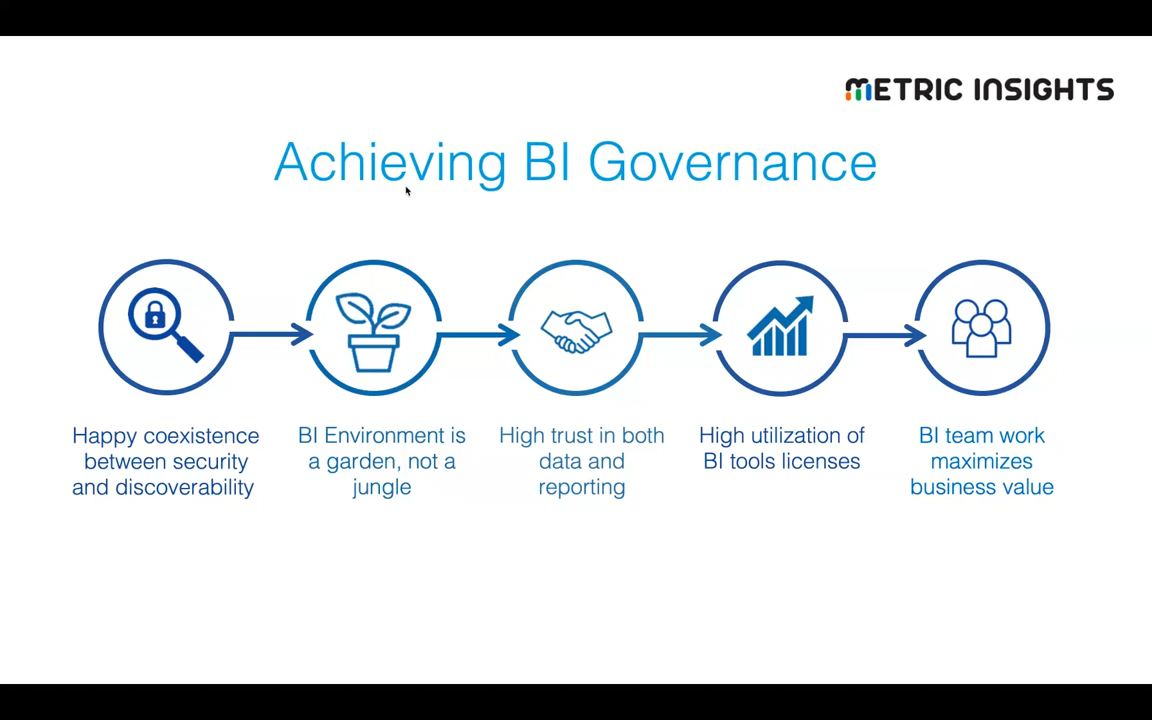 METRIC INSIGHTS
Achieving BI Governance
Happy coexistence
between security
and discoverability
BI Environment is
a garden, not a
jungle
High trust in both
data and
reporting
High utilization of
BI tools licenses
BI team work
maximizes
business value